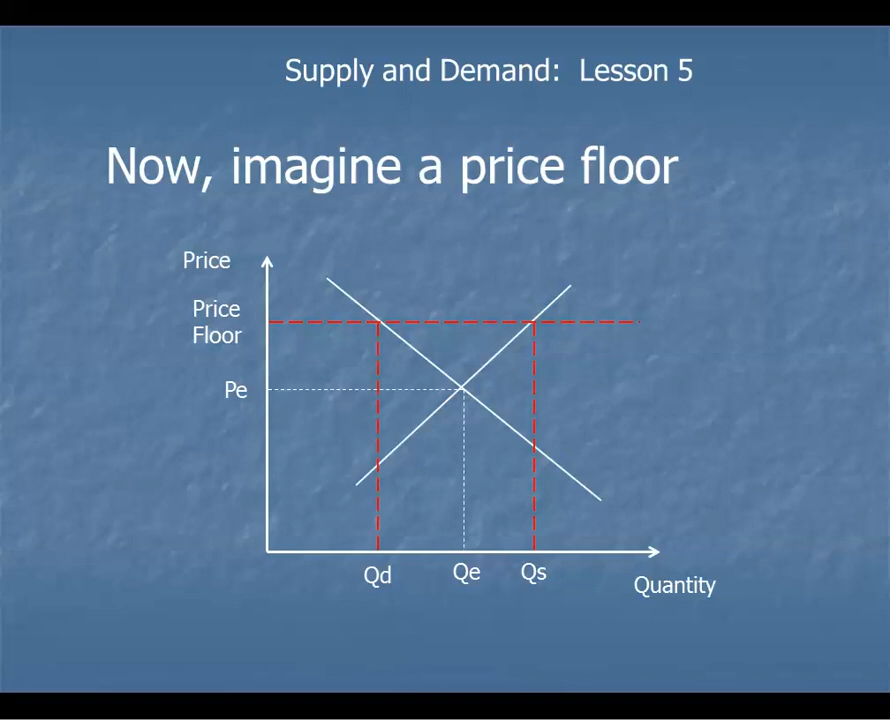 Supply and Demand: Lesson 5
Now, imagine a price floor
Price
Price
Floor
Pe
Qd
Qe
Qs
Quantity